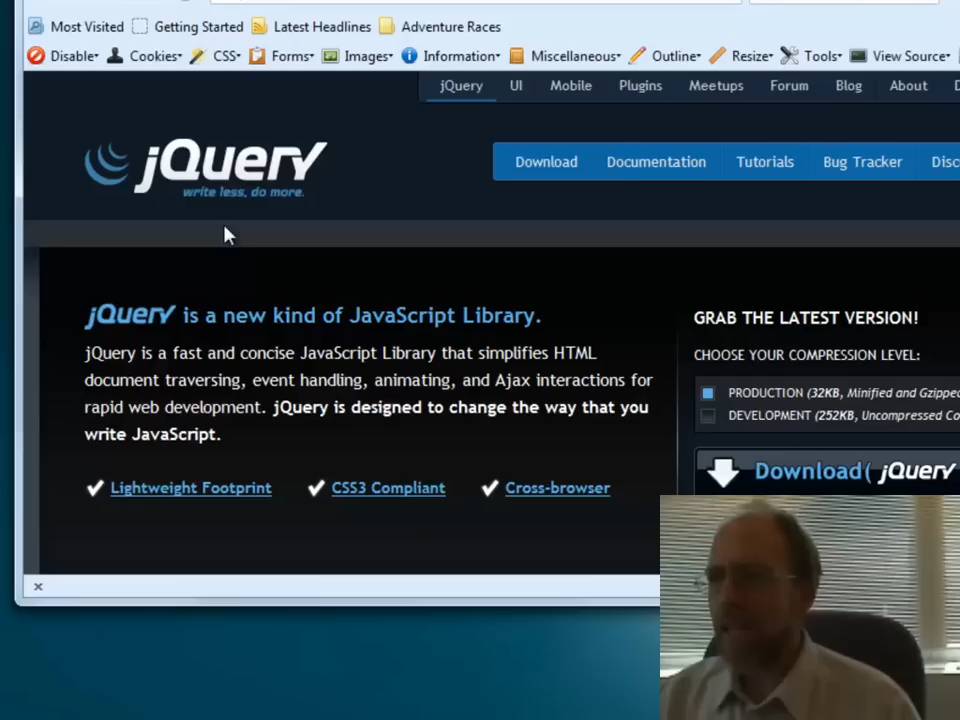 Most Visited Getting Started Latest Headlines Adventure Races
Disable Cookies CSS Forms Images Information Miscellaneous Outline Resize Tools View Source
jQuery UI Mobile Plugins Meetups Forum Blog About
jQuery
write less, do more.
Download Documentation Tutorials Bug Tracker
jQuery is a new kind of JavaScript Library.
jQuery is a fast and concise JavaScript Library that simplifies HTML
document traversing, event handling, animating, and Ajax interactions for
rapid web development. jQuery is designed to change the way that you
write JavaScript.
Lightweight Footprint CSS3 Compliant Cross-browser
GRAB THE LATEST VERSION!
CHOOSE YOUR COMPRESSION LEVEL:
PRODUCTION (32KB, Minified and Gzipped
DEVELOPMENT (252KB, Uncompressed Co
Download( jQuery